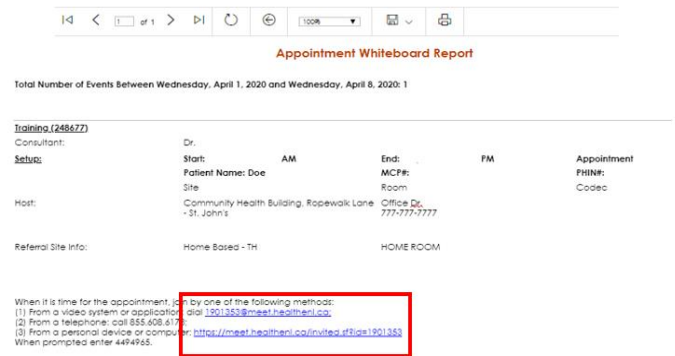 1 of 1 100%
Appointment Whiteboard Report
Total Number of Events Between Wednesday, April 1, 2020 and Wednesday, April 8, 2020: 1
Training (248677)
Consultant: Dr.
Setup: Start: AM End: PM Appointment
Patient Name: Doe MCP#: PHIN#:
Site Room Codec
Host: Community Health Building, Ropewalk Lane Office Dr.
- St. John's 777-777-7777
Referral Site Info: Home Based - TH HOME ROOM
When it is time for the appointment, join by one of the following methods:
(1) From a video system or application: dial 1901353@meet.healthenl.ca;
(2) From a telephone: call
(3) From a personal device or computer: https://meet.healthenl.ca/invited.sf?id=1901353
When prompted enter 4494965.